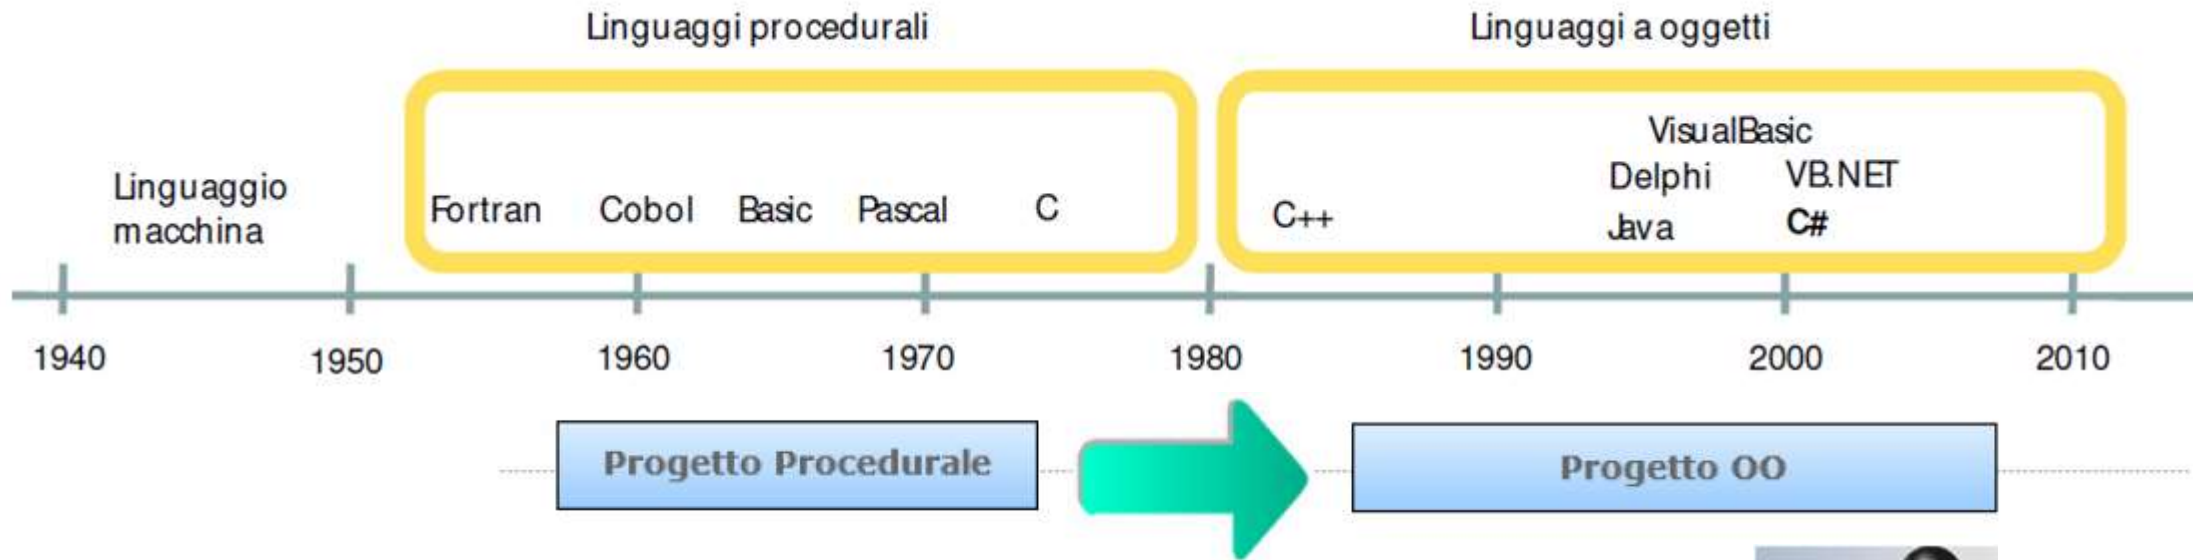 Linguaggi procedurali
Linguaggi a oggetti
Linguaggio
macchina
Fortran Cobol Basic Pascal C
C++
VisualBasic
Delphi VB.NET
Java C#
1940 1950 1960 1970 1980 1990 2000 2010
Progetto Procedurale
Progetto OO